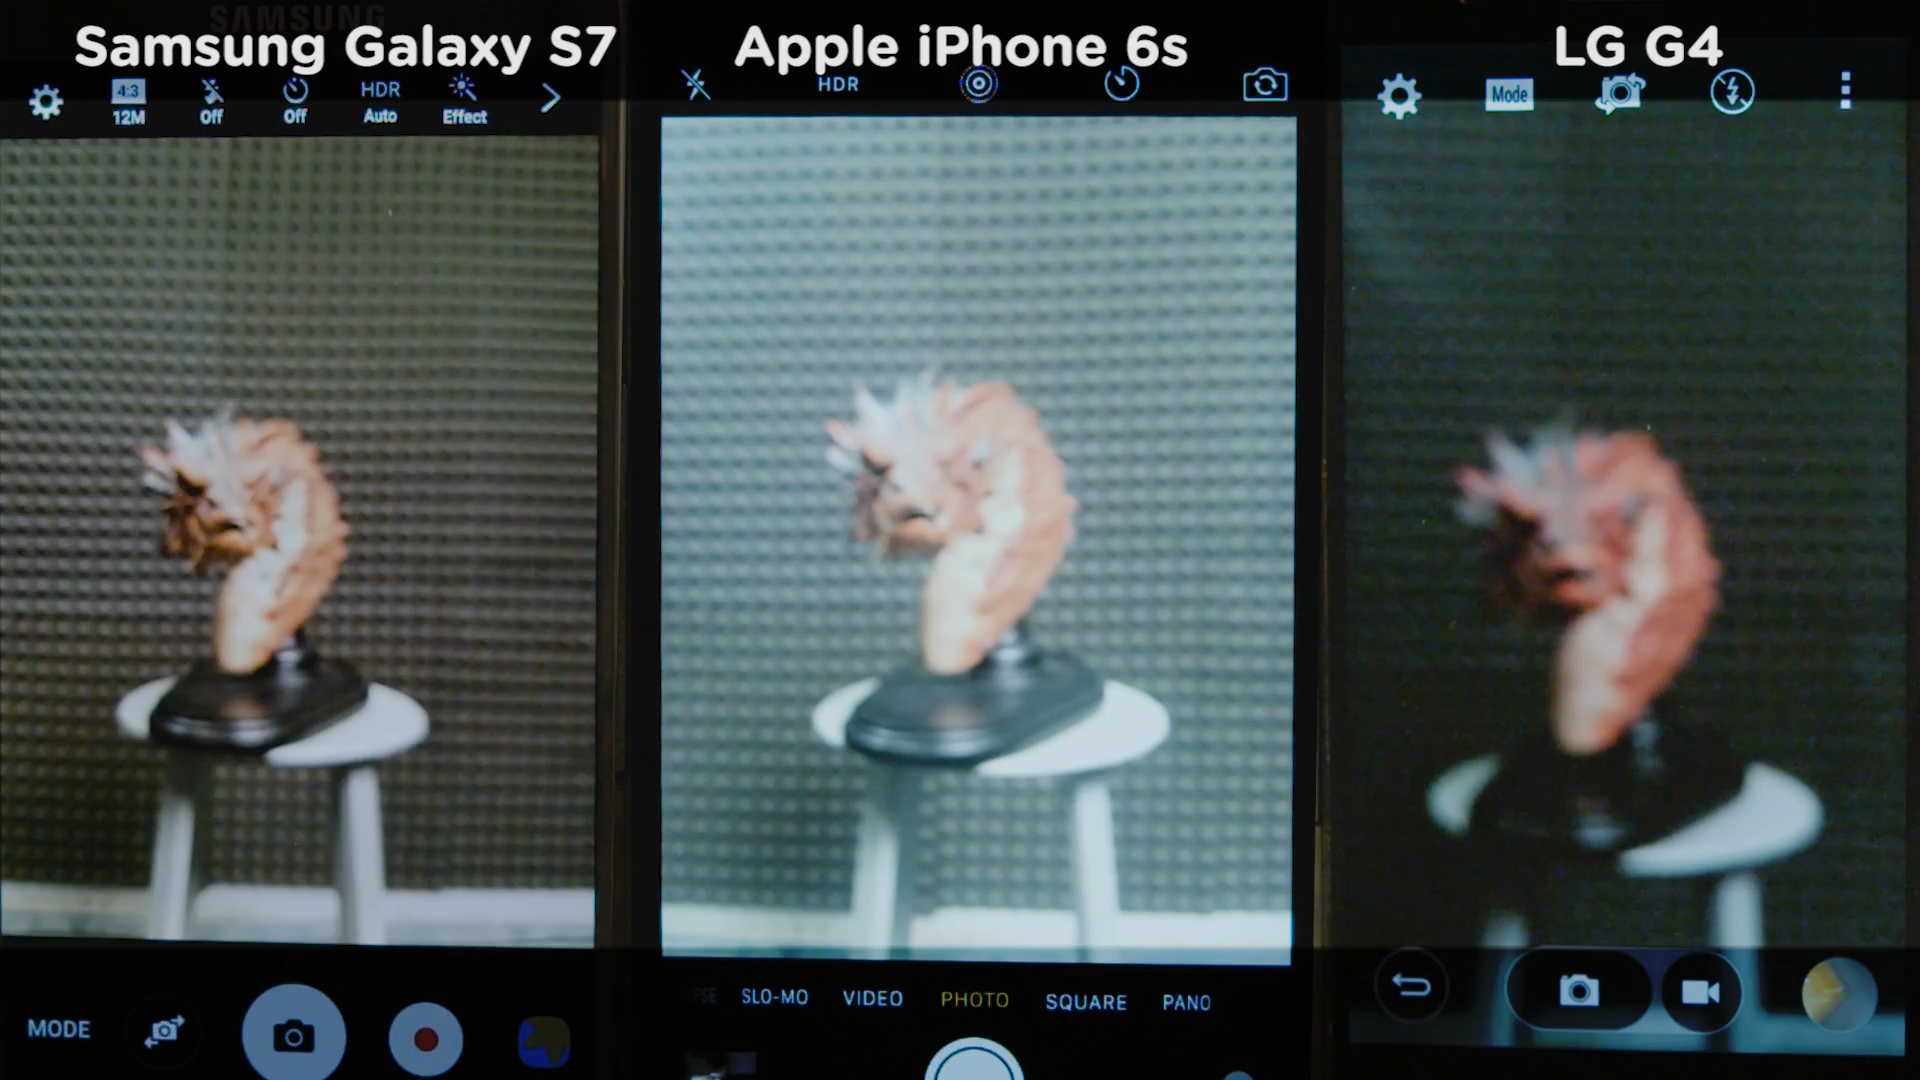 SAMSUNG
Samsung Galaxy S7
Apple iPhone 6s
LG G4
4:3
12M
Off
Off
HDR
Auto
Effect
HDR
Mode
MODE
SLO-MO
VIDEO
PHOTO
SQUARE
PANO